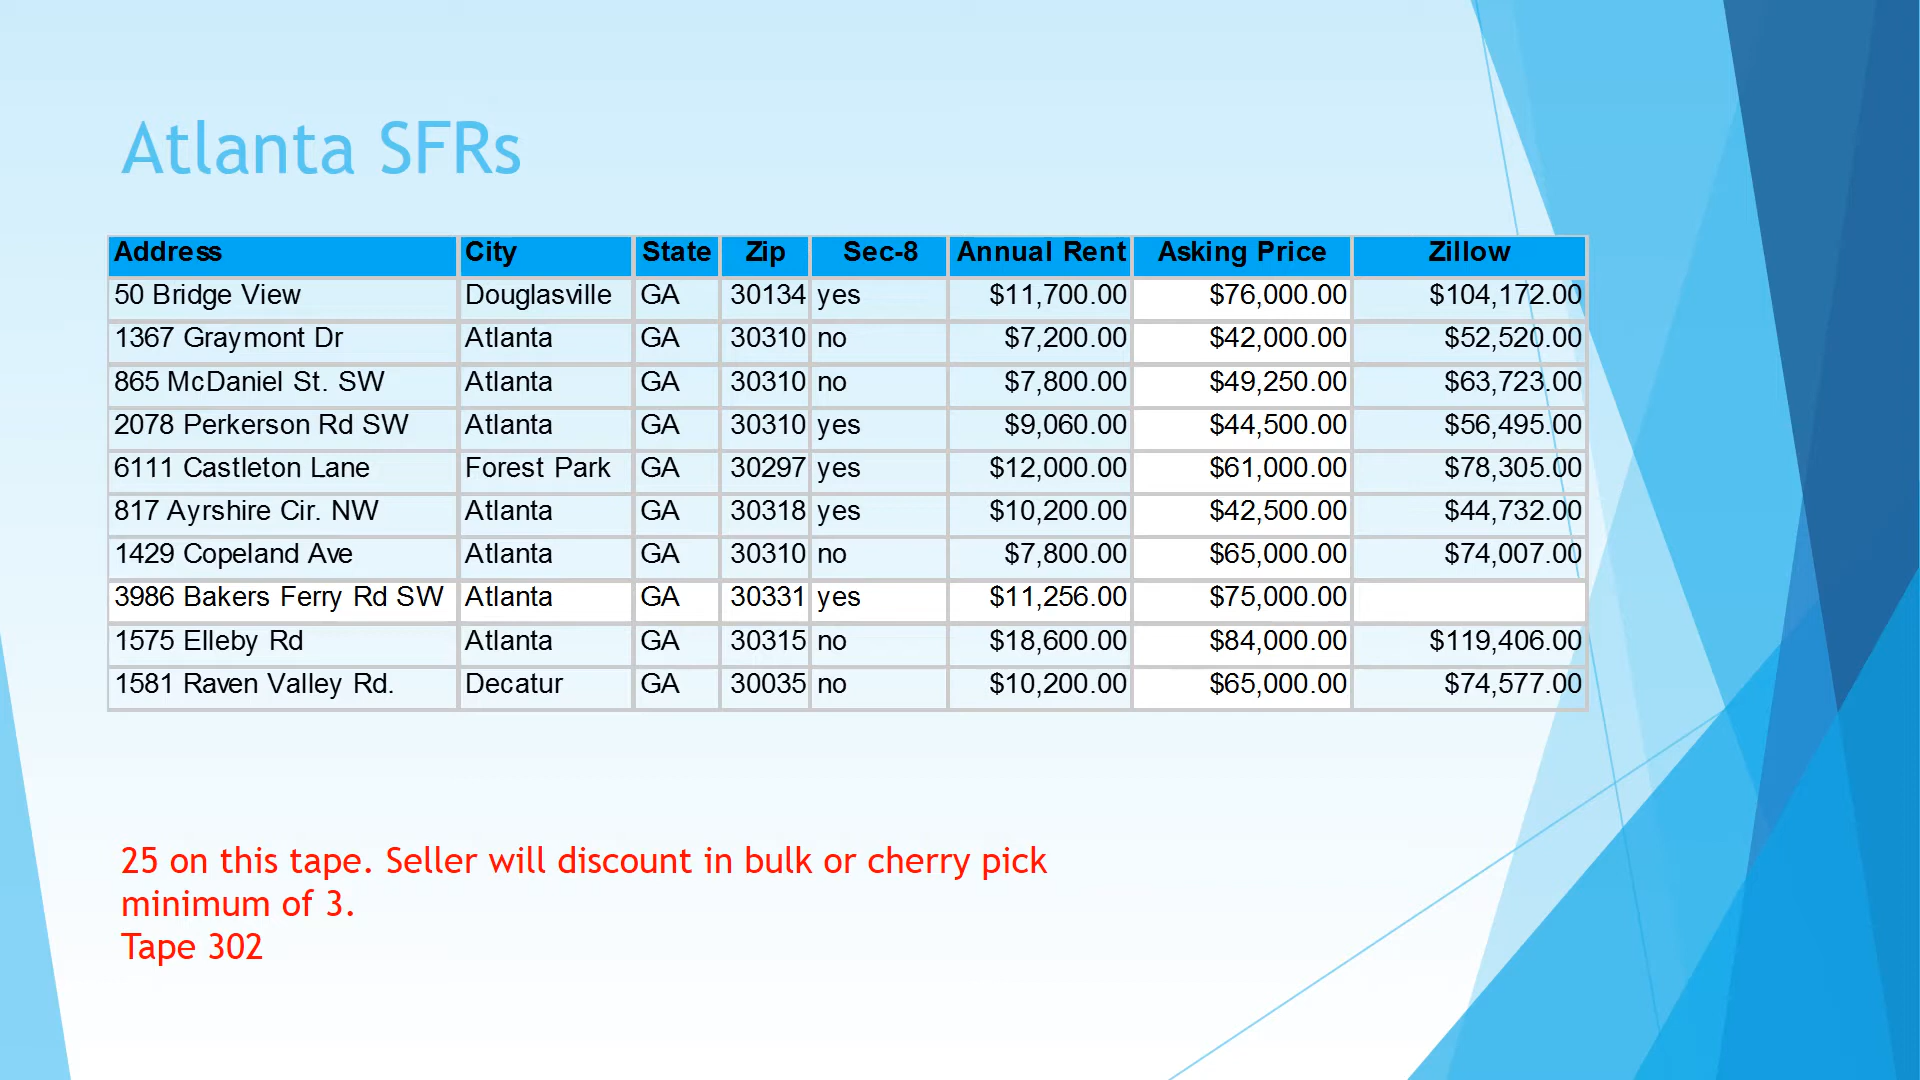 Atlanta SFRs
Address City State Zip Sec-8 Annual Rent Asking Price Zillow
50 Bridge View Douglasville GA 30134 yes $11,700.00 $76,000.00 $104,172.00
1367 Graymont Dr Atlanta GA 30310 no $7,200.00 $42,000.00 $52,520.00
865 McDaniel St. SW Atlanta GA 30310 no $7,800.00 $49,250.00 $63,723.00
2078 Perkerson Rd SW Atlanta GA 30310 yes $9,060.00 $44,500.00 $56,495.00
6111 Castleton Lane Forest Park GA 30297 yes $12,000.00 $61,000.00 $78,305.00
817 Ayrshire Cir. NW Atlanta GA 30318 yes $10,200.00 $42,500.00 $44,732.00
1429 Copeland Ave Atlanta GA 30310 no $7,800.00 $65,000.00 $74,007.00
3986 Bakers Ferry Rd SW Atlanta GA 30331 yes $11,256.00 $75,000.00
1575 Elleby Rd Atlanta GA 30315 no $18,600.00 $84,000.00 $119,406.00
1581 Raven Valley Rd. Decatur GA 30035 no $10,200.00 $65,000.00 $74,577.00
25 on this tape. Seller will discount in bulk or cherry pick
minimum of 3.
Tape 302